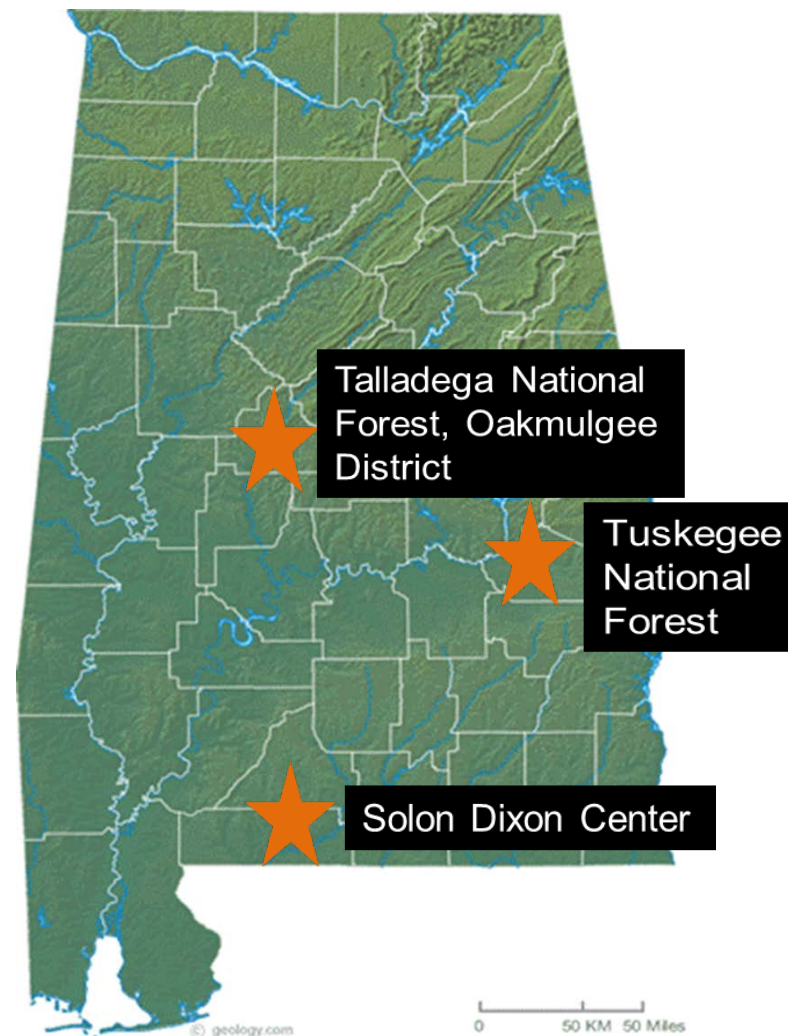 Talladega National
Forest, Oakmulgee
District
Tuskegee
National
Forest
Solon Dixon Center
© geology.com
0 50 KM 50 Miles